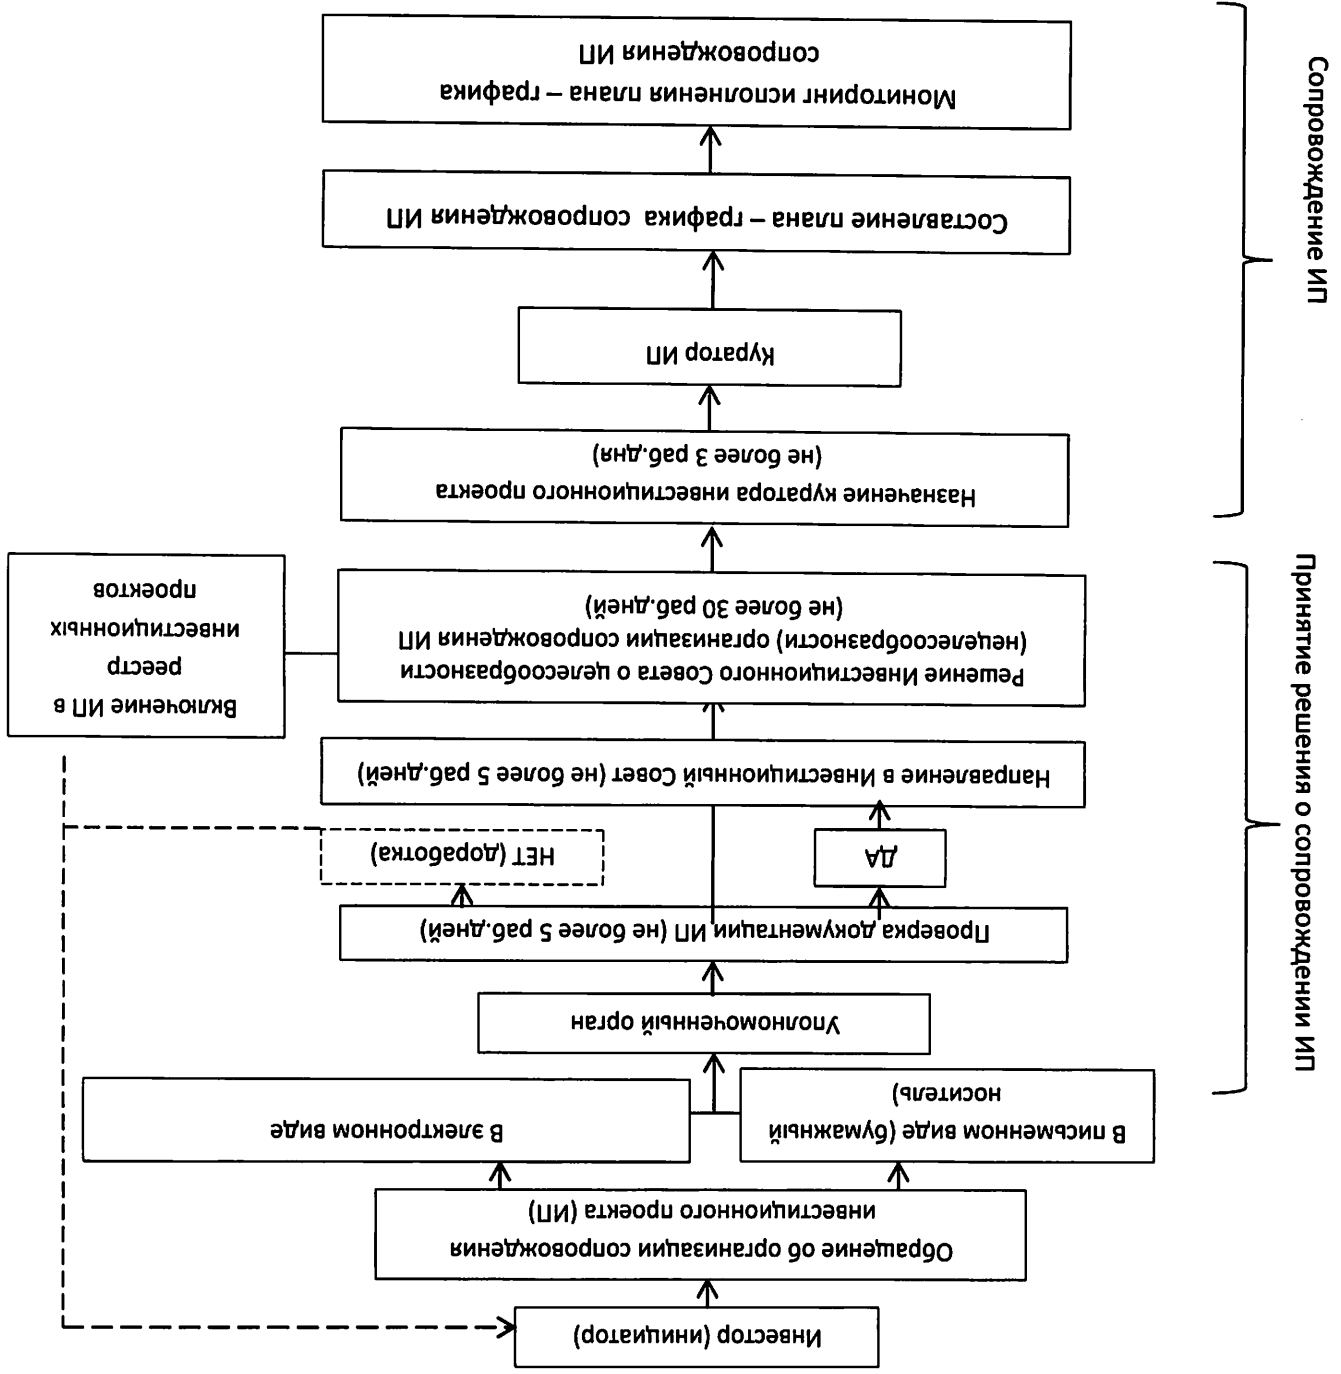 Инвестор (инициатор)
Обращение об организации сопровождения
инвестиционного проекта (ИП)
В письменном виде (бумажный
носитель)
В электронном виде
Уполномоченный орган
Проверка документации ИП (не более 5 раб.дней)
ДА
НЕТ (доработка)
Направление в Инвестиционный Совет (не более 5 раб.дней)
Решение Инвестиционного Совета о целесообразности
(нецелесообразности) организации сопровождения ИП
(не более 30 раб.дней)
Включение ИП в
реестр
инвестиционных
проектов
Назначение куратора инвестиционного проекта
(не более 3 раб.дня)
Куратор ИП
Составление плана – графика сопровождения ИП
Мониторинг исполнения плана – графика
сопровождения ИП
Принятие решения о сопровождении ИП
Сопровождение ИП